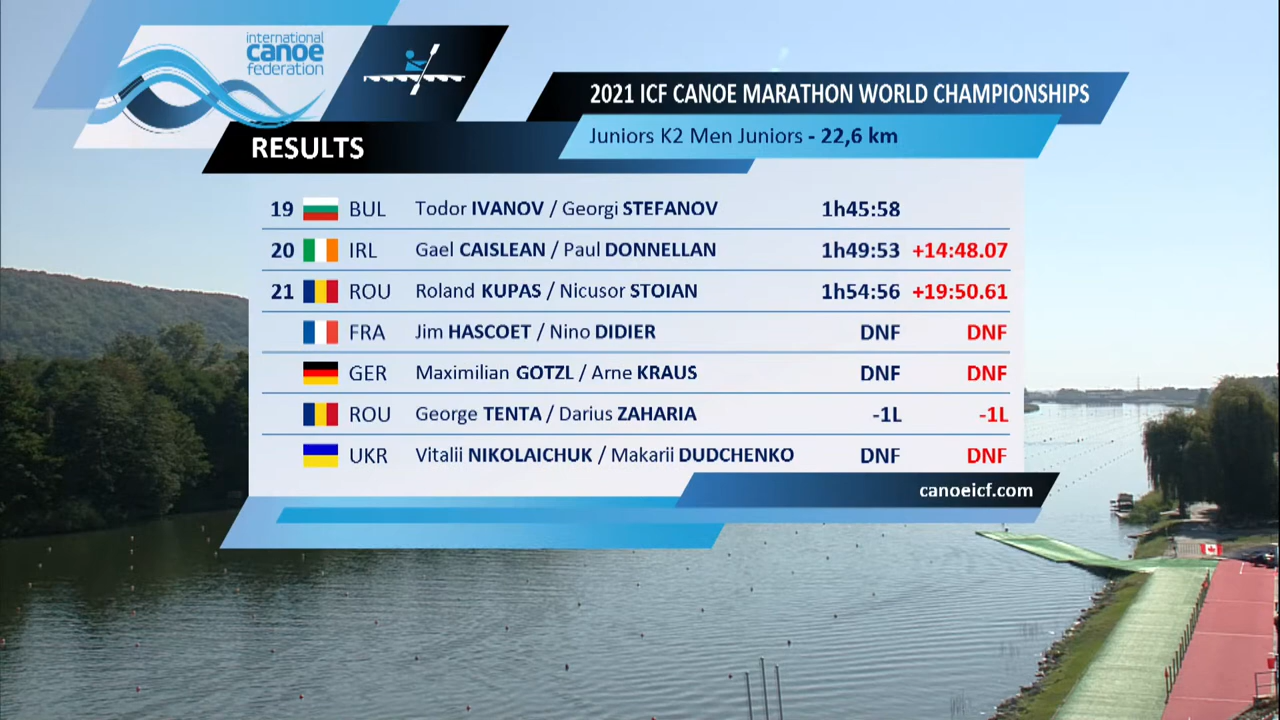 international
canoe
federation
2021 ICF CANOE MARATHON WORLD CHAMPIONSHIPS
Juniors K2 Men Juniors - 22,6 km
RESULTS
19 BUL Todor IVANOV / Georgi STEFANOV 1h45:58
20 IRL Gael CAISLEAN / Paul DONNELLAN 1h49:53 +14:48.07
21 ROU Roland KUPAS / Nicusor STOIAN 1h54:56 +19:50.61
FRA Jim HASCOET / Nino DIDIER DNF DNF
GER Maximilian GOTZL / Arne KRAUS DNF DNF
ROU George TENTA / Darius ZAHARIA -1L -1L
UKR Vitalii NIKOLAICHUK / Makarii DUDCHENKO DNF DNF
canoeicf.com